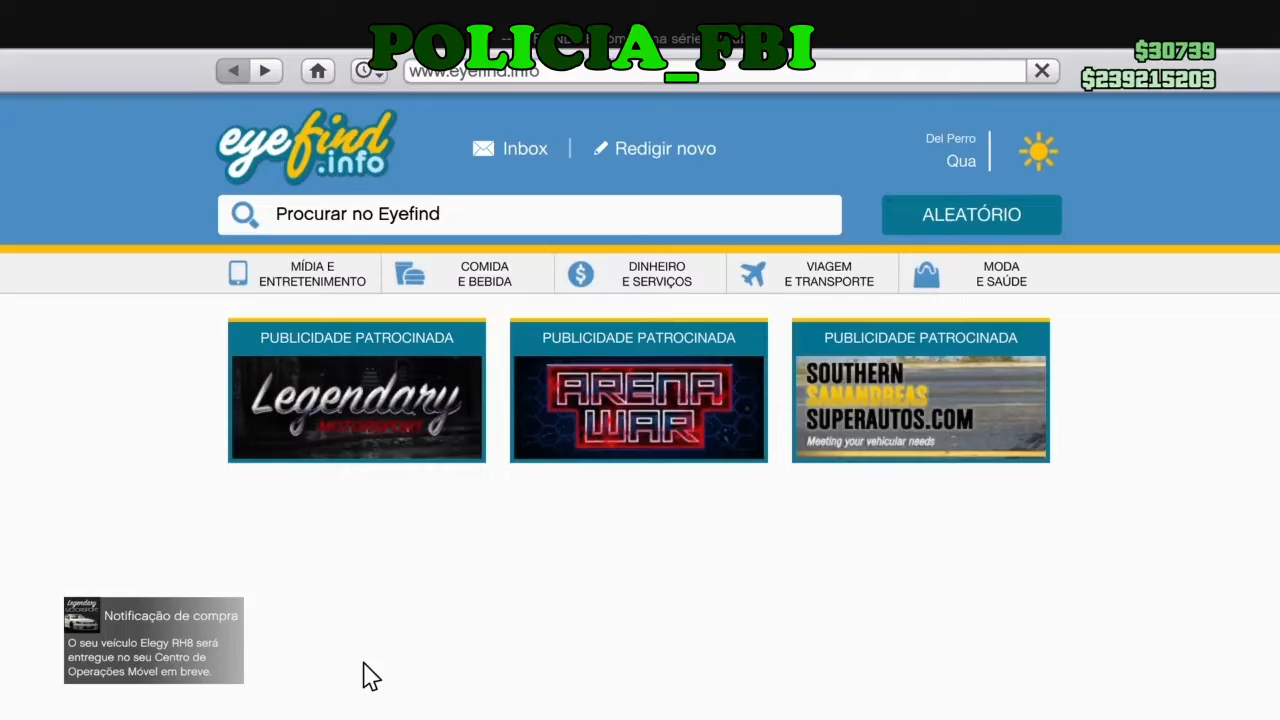 POLICIA_FBI
www.eyefind.info
$30739
$239215203
eyefind
.info
Inbox
Redigir novo
Del Perro
Qua
Procurar no Eyefind
ALEATÓRIO
MÍDIA E
ENTRETENIMENTO
COMIDA
E BEBIDA
DINHEIRO
E SERVIÇOS
VIAGEM
E TRANSPORTE
MODA
E SAÚDE
PUBLICIDADE PATROCINADA
Legendary
MOTORSPORT
PUBLICIDADE PATROCINADA
ARENA
WAR
PUBLICIDADE PATROCINADA
SOUTHERN
SANANDREAS
SUPERAUTOS.COM
Meeting your vehicular needs
Legendary
MOTORSPORT
Notificação de compra
O seu veículo Elegy RH8 será
entregue no seu Centro de
Operações Móvel em breve.